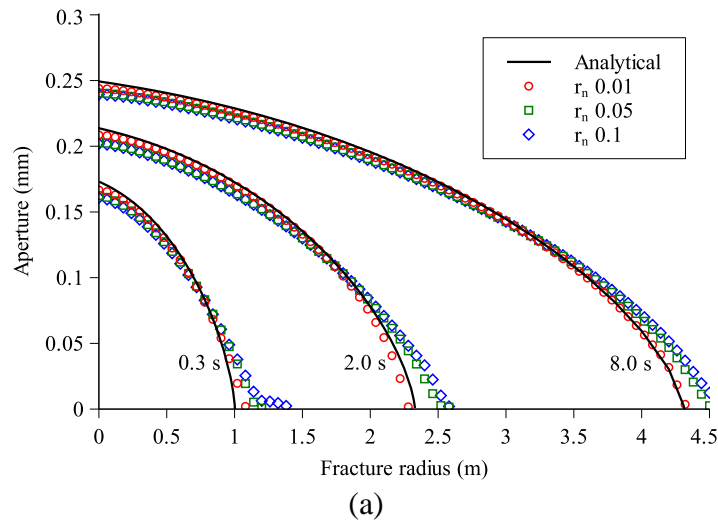 0.3
0.25
0.2
0.15
0.1
0.05
0
Aperture (mm)
Analytical
rₙ 0.01
rₙ 0.05
rₙ 0.1
0.3 s
2.0 s
8.0 s
0 0.5 1 1.5 2 2.5 3 3.5 4 4.5
Fracture radius (m)
(a)